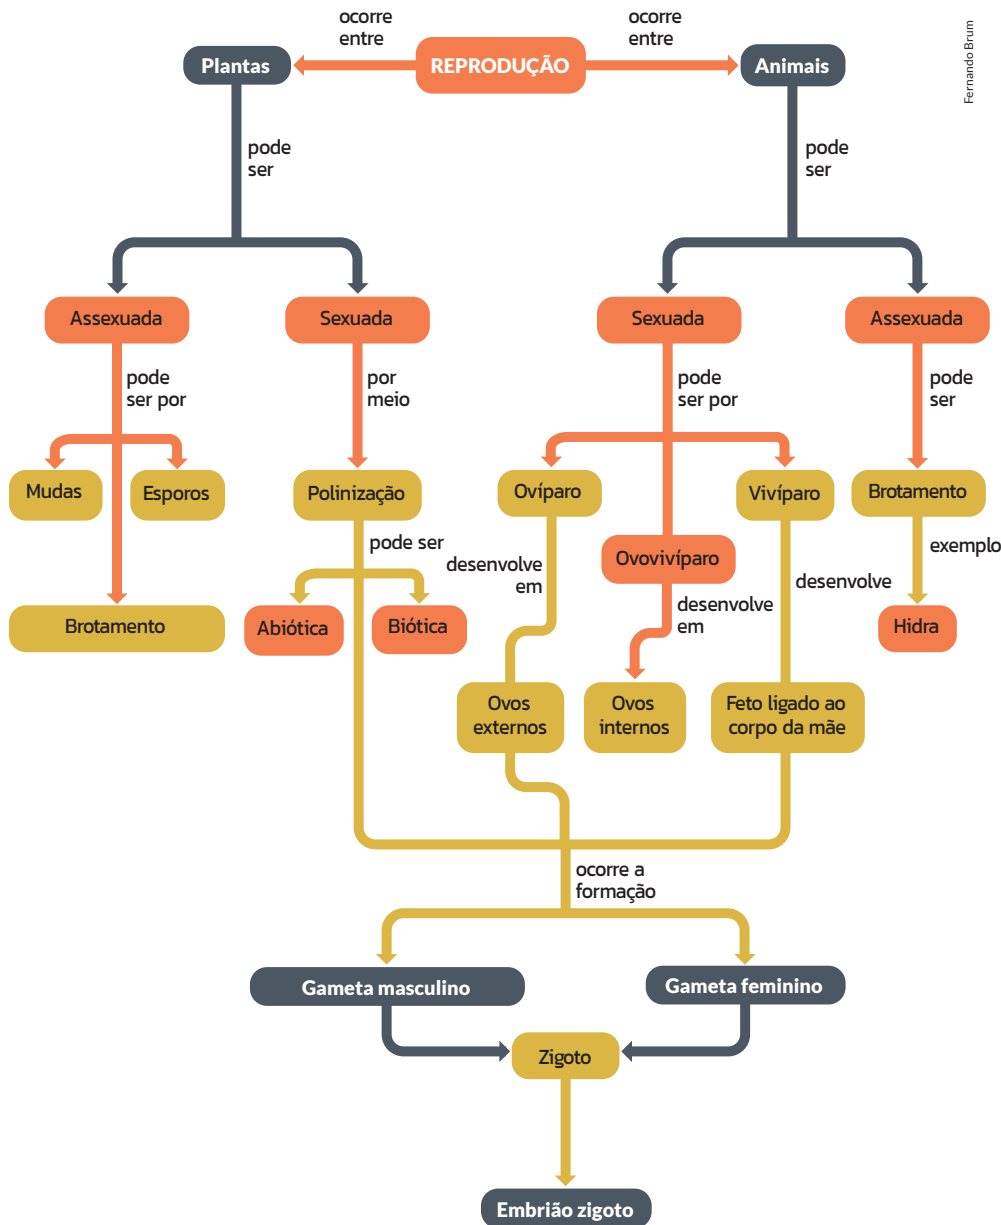 Fernando Brum
ocorre
entre
ocorre
entre
Plantas
REPRODUÇÃO
Animais
pode
ser
pode
ser
Assexuada
Sexuada
Sexuada
Assexuada
pode
ser por
por
meio
pode
ser por
pode
ser
Mudas
Esporos
Polinização
Ovíparo
Vivíparo
Brotamento
pode ser
desenvolve
em
Ovovivíparo
desenvolve
exemplo
Brotamento
Abiótica
Biótica
desenvolve
em
Hidra
Ovos
externos
Ovos
internos
Feto ligado ao
corpo da mãe
ocorre a
formação
Gameta masculino
Gameta feminino
Zigoto
Embrião zigoto